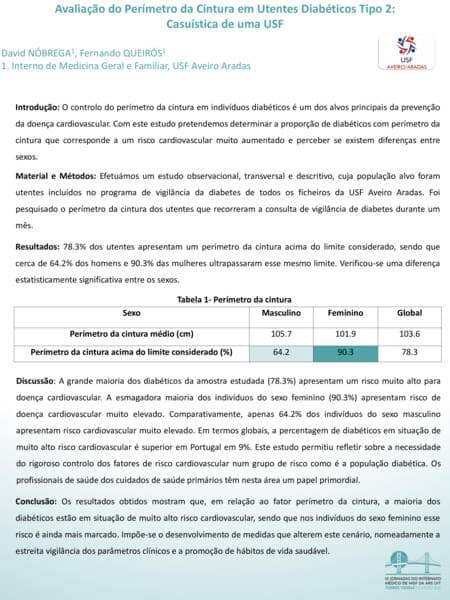 Avaliação do Perímetro da Cintura em Utentes Diabéticos Tipo 2:
Casuística de uma USF
David NÓBREGA¹, Fernando QUEIRÓS¹
1. Interno de Medicina Geral e Familiar, USF Aveiro Aradas
USF
AVEIRO/ARADAS
Introdução: O controlo do perímetro da cintura em indivíduos diabéticos é um dos alvos principais da prevenção
da doença cardiovascular. Com este estudo pretendemos determinar a proporção de diabéticos com perímetro da
cintura que corresponde a um risco cardiovascular muito aumentado e perceber se existem diferenças entre
sexos.
Material e Métodos: Efetuámos um estudo observacional, transversal e descritivo, cuja população alvo foram
utentes incluídos no programa de vigilância da diabetes de todos os ficheiros da USF Aveiro Aradas. Foi
pesquisado o perímetro da cintura dos utentes que recorreram a consulta de vigilância de diabetes durante um
mês.
Resultados: 78.3% dos utentes apresentam um perímetro da cintura acima do limite considerado, sendo que
cerca de 64.2% dos homens e 90.3% das mulheres ultrapassaram esse mesmo limite. Verificou-se uma diferença
estatisticamente significativa entre os sexos.
Tabela 1- Perímetro da cintura
Sexo Masculino Feminino Global
Perímetro da cintura médio (cm) 105.7 101.9 103.6
Perímetro da cintura acima do limite considerado (%) 64.2 90.3 78.3
Discussão: A grande maioria dos diabéticos da amostra estudada (78.3%) apresentam um risco muito alto para
doença cardiovascular. A esmagadora maioria dos indivíduos do sexo feminino (90.3%) apresentam risco de
doença cardiovascular muito elevado. Comparativamente, apenas 64.2% dos indivíduos do sexo masculino
apresentam risco cardiovascular muito elevado. Em termos globais, a percentagem de diabéticos em situação de
muito alto risco cardiovascular é superior em Portugal em 9%. Este estudo permitiu refletir sobre a necessidade
do rigoroso controlo dos fatores de risco cardiovascular num grupo de risco como é a população diabética. Os
profissionais de saúde dos cuidados de saúde primários têm nesta área um papel primordial.
Conclusão: Os resultados obtidos mostram que, em relação ao fator perímetro da cintura, a maioria dos
diabéticos estão em situação de muito alto risco cardiovascular, sendo que nos indivíduos do sexo feminino esse
risco é ainda mais marcado. Impõe-se o desenvolvimento de medidas que alterem este cenário, nomeadamente a
estreita vigilância dos parâmetros clínicos e a promoção de hábitos de vida saudável.
JORNADAS DO INTERNATO
MÉDICO DE MGF DA ARS LVT